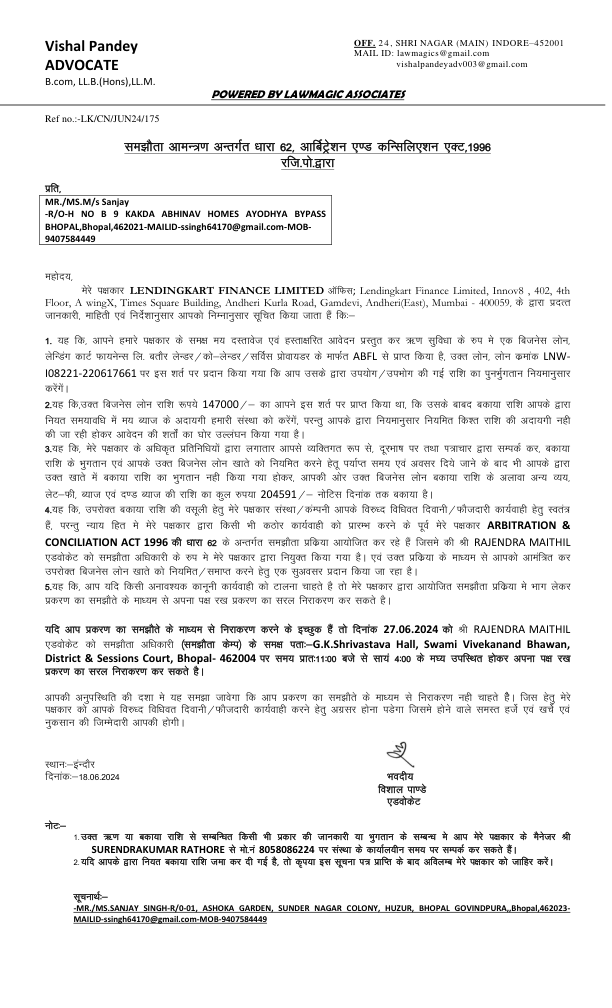 Vishal Pandey
ADVOCATE
B.com, LL.B.(Hons),LL.M.
OFF. 24, SHRI NAGAR (MAIN) INDORE–452001
MAIL ID: lawmagics@gmail.com
vishalpandeyadv003@gmail.com
POWERED BY LAWMAGIC ASSOCIATES
Ref no.:-LK/CN/JUN24/175
समझौता आमन्त्रण अन्तर्गत धारा 62, आर्बिट्रेशन एण्ड कन्सिलिएशन एक्ट,1996
रजि.पो.द्वारा
प्रति,
MR./MS.M/s Sanjay
-R/O-H NO B 9 KAKDA ABHINAV HOMES AYODHYA BYPASS
BHOPAL,Bhopal,462021-MAILID-ssingh64170@gmail.com-MOB-
9407584449
महोदय,
मेरे पक्षकार LENDINGKART FINANCE LIMITED ऑफिस; Lendingkart Finance Limited, Innov8 , 402, 4th
Floor, A wingX, Times Square Building, Andheri Kurla Road, Gamdevi, Andheri(East), Mumbai - 400059, के द्वारा प्रदत्त
जानकारी, माहिती एवं निर्देशानुसार आपको निम्नानुसार सूचित किया जाता हैं कि:–
1. यह कि, आपने हमारे पक्षकार के समक्ष मय दस्तावेज एवं हस्ताक्षरित आवेदन प्रस्तुत कर ऋण सुविधा के रुप मे एक बिजनेस लोन,
लेन्डिंग कार्ट फायनेन्स लि. बतौर लेन्डर/को–लेन्डर/सर्विस प्रोवायडर के मार्फत ABFL से प्राप्त किया है, उक्त लोन, लोन क्रमांक LNW-
I08221-220617661 पर इस शर्त पर प्रदान किया गया कि आप उसके द्वारा उपयोग/उपभोग की गई राशि का पुनर्भुगतान नियमानुसार
करेंगें।
2.यह कि,उक्त बिजनेस लोन राशि रूपये 147000/– का आपने इस शर्त पर प्राप्त किया था, कि उसके बाबद बकाया राशि आपके द्वारा
नियत समयावधि में मय ब्याज के अदायगी हमारी संस्था को करेंगें, परन्तु आपके द्वारा नियमानुसार नियमित किश्त राशि की अदायगी नही
की जा रही होकर आवेदन की शर्तों का घोर उल्लंघन किया गया है।
3.यह कि, मेरे पक्षकार के अधिकृत प्रतिनिधियों द्वारा लगातार आपसे व्यक्तिगत रूप से, दूरभाष पर तथा पत्राचार द्वारा सम्पर्क कर, बकाया
राशि के भुगतान एवं आपके उक्त बिजनेस लोन खाते को नियमित करने हेतू पर्याप्त समय एवं अवसर दिये जाने के बाद भी आपके द्वारा
उक्त खाते में बकाया राशि का भुगतान नही किया गया होकर, आपकी ओर उक्त बिजनेस लोन बकाया राशि के अलावा अन्य व्यय,
लेट–फी, ब्याज एवं दण्ड ब्याज की राशि का कुल रुपया 204591/– नोटिस दिनांक तक बकाया है।
4.यह कि, उपरोक्त बकाया राशि की वसूली हेतु मेरे पक्षकार संस्था/कंम्पनी आपके विरुध्द विधिवत दिवानी/फौजदारी कार्यवाही हेतु स्वतंत्र
हैं, परन्तु न्याय हित मे मेरे पक्षकार द्वारा किसी भी कठोर कार्यवाही को प्रारम्भ करने के पूर्व मेरे पक्षकार ARBITRATION &
CONCILIATION ACT 1996 की धारा 62 के अन्तर्गत समझौता प्रक्रिया आयोजित कर रहे हैं जिसमे की श्री RAJENDRA MAITHIL
एडवोकेट को समझौता अधिकारी के रुप मे मेरे पक्षकार द्वारा नियुक्त किया गया है। एवं उक्त प्रक्रिया के माध्यम से आपको आमंत्रित कर
उपरोक्त बिजनेस लोन खाते को नियमित/समाप्त करने हेतु एक सुअवसर प्रदान किया जा रहा है।
5.यह कि, आप यदि किसी अनावश्यक कानूनी कार्यवाही को टालना चाहते है तो मेरे पक्षकार द्वारा आयोजित समझौता प्रक्रिया मे भाग लेकर
प्रकरण का समझौते के माध्यम से अपना पक्ष रख प्रकरण का सरल निराकरण कर सकते है।
यदि आप प्रकरण का समझौते के माध्यम से निराकरण करने के इच्छुक हैं तो दिनांक 27.06.2024 को श्री RAJENDRA MAITHIL
एडवोकेट को समझौता अधिकारी (समझौता केम्प) के समक्ष पता:–G.K.Shrivastava Hall, Swami Vivekanand Bhawan,
District & Sessions Court, Bhopal- 462004 पर समय प्रात:11:00 बजे से सायं 4:00 के मघ्य उपस्थित होकर अपना पक्ष रख
प्रकरण का सरल निराकरण कर सकते है।
आपकी अनुपस्थिति की दशा मे यह समझा जावेगा कि आप प्रकरण का समझौते के माध्यम से निराकरण नही चाहते हैै। जिस हेतु मेरे
पक्षकार को आपके विरुध्द विधिवत दिवानी/फौजदारी कार्यवाही करने हेतु अग्रसर होना पडेगा जिसमे होने वाले समस्त हर्जे एवं खर्चे एवं
नुकसान की जिम्मेदारी आपकी होगी।
स्थान:–इंन्दौर
दिनांक:–18.06.2024
भवदीय
विशाल पाण्डे
एडवोकेट
नोट:–
1.उक्त ऋण या बकाया राशि से सम्बन्धित किसी भी प्रकार की जानकारी या भुगतान के सम्बन्ध मे आप मेरे पक्षकार के मैनेजर श्री
SURENDRAKUMAR RATHORE से मो.नं 8058086224 पर संस्था के कार्यालयीन समय पर सम्पर्क कर सकते हैं।
2.यदि आपके द्वारा नियत बकाया राशि जमा कर दी गई है, तो कृपया इस सूचना पत्र प्राप्ति के बाद अविलम्ब मेरे पक्षकार को जाहिर करें।
सूचनार्थ:–
-MR./MS.SANJAY SINGH-R/0-01, ASHOKA GARDEN, SUNDER NAGAR COLONY, HUZUR, BHOPAL GOVINDPURA,,Bhopal,462023-
MAILID-ssingh64170@gmail.com-MOB-9407584449